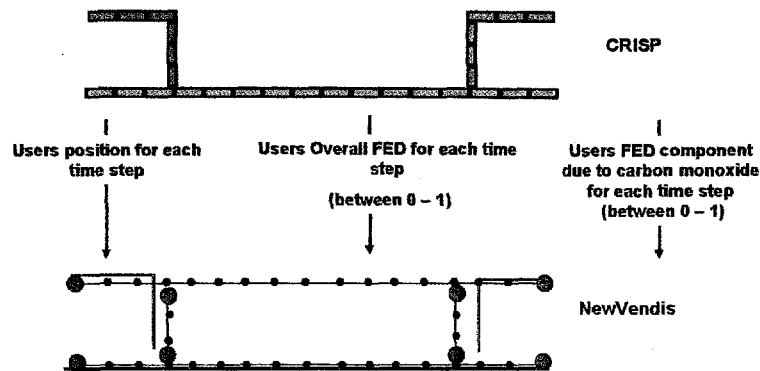 CRISP
Users position for each
time step
Users Overall FED for each time
step
(between 0 – 1)
Users FED component
due to carbon monoxide
for each time step
(between 0 – 1)
NewVendis